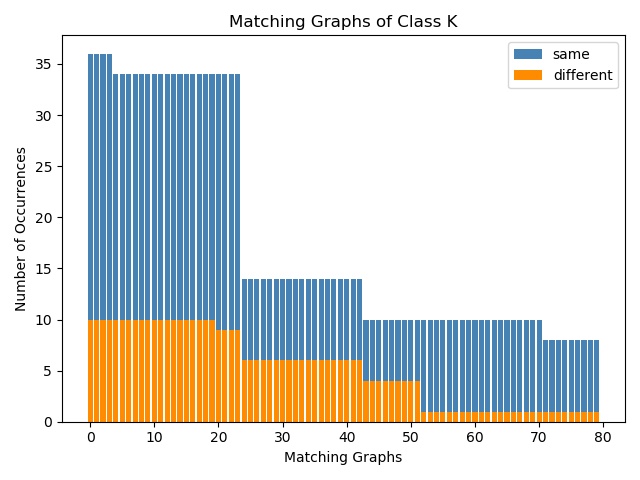 Matching Graphs of Class K
same
different
Number of Occurrences
35
30
25
20
15
10
5
0
0 10 20 30 40 50 60 70 80
Matching Graphs